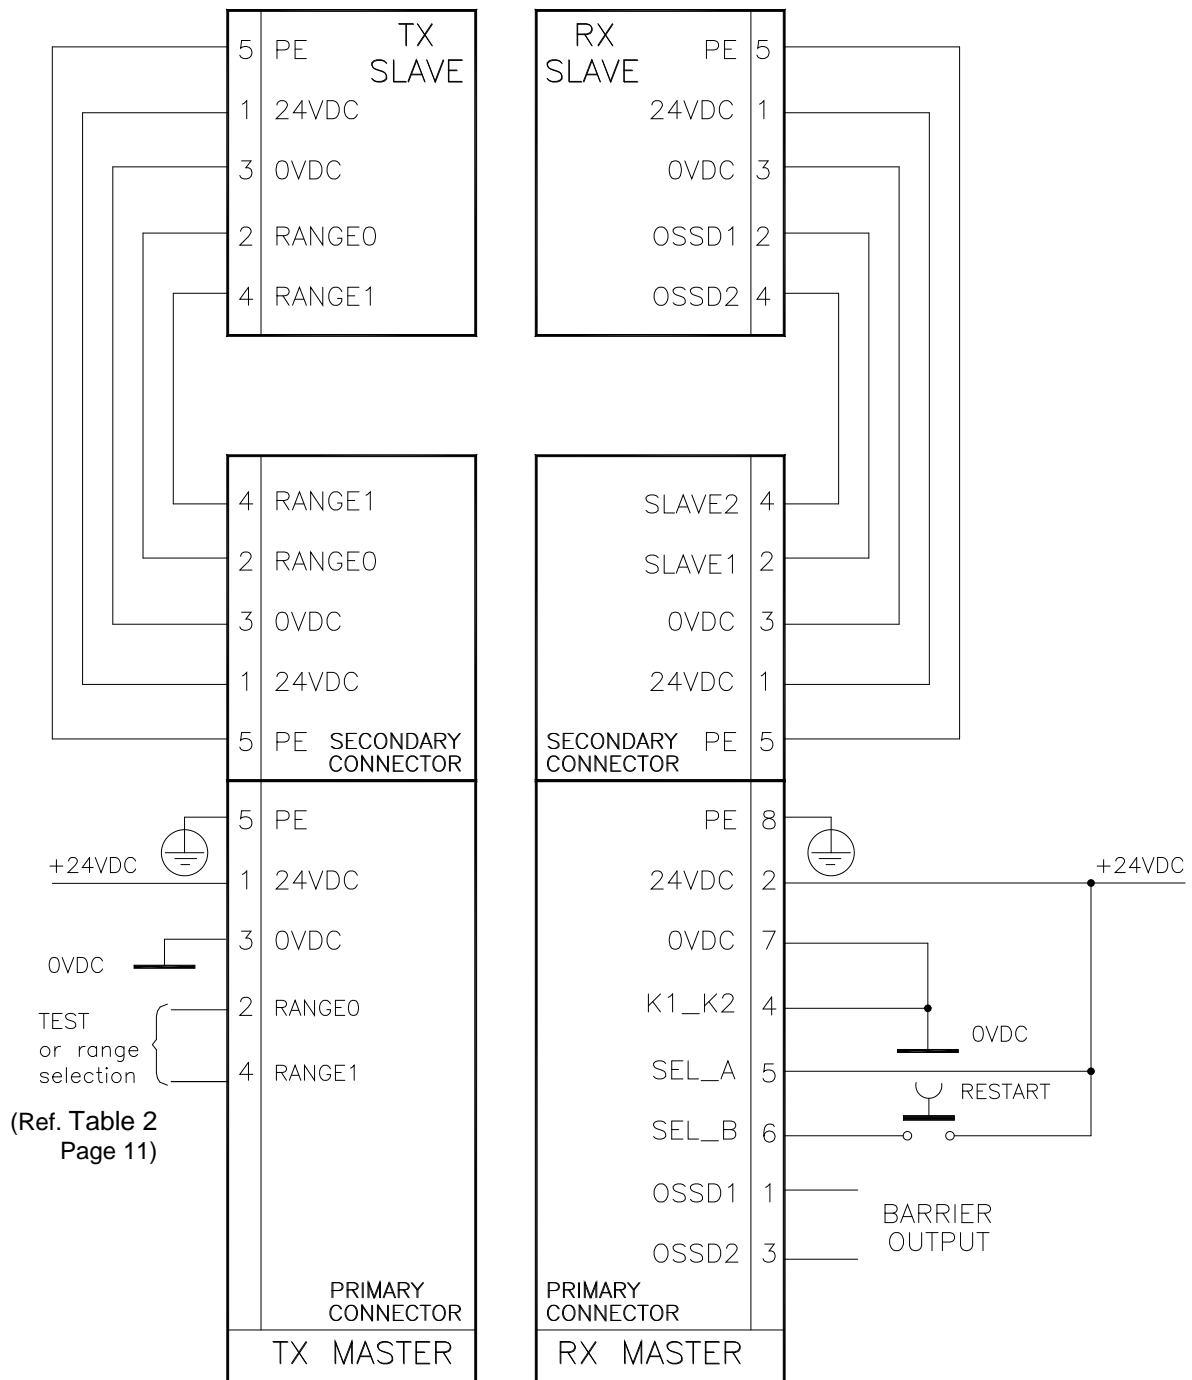 TX
SLAVE
5 PE
1 24VDC
3 0VDC
2 RANGE0
4 RANGE1
RX
SLAVE
PE 5
24VDC 1
0VDC 3
OSSD1 2
OSSD2 4
4 RANGE1
2 RANGE0
3 0VDC
1 24VDC
5 PE
SECONDARY
CONNECTOR
SLAVE2 4
SLAVE1 2
0VDC 3
24VDC 1
PE 5
SECONDARY
CONNECTOR
5 PE
+24VDC
1 24VDC
3 0VDC
0VDC
2 RANGE0
4 RANGE1
TEST
or range
selection
(Ref. Table 2
Page 11)
PRIMARY
CONNECTOR
TX MASTER
PE 8
24VDC 2
+24VDC
0VDC 7
K1_K2 4
0VDC
SEL_A 5
RESTART
SEL_B 6
OSSD1 1
OSSD2 3
BARRIER
OUTPUT
PRIMARY
CONNECTOR
RX MASTER